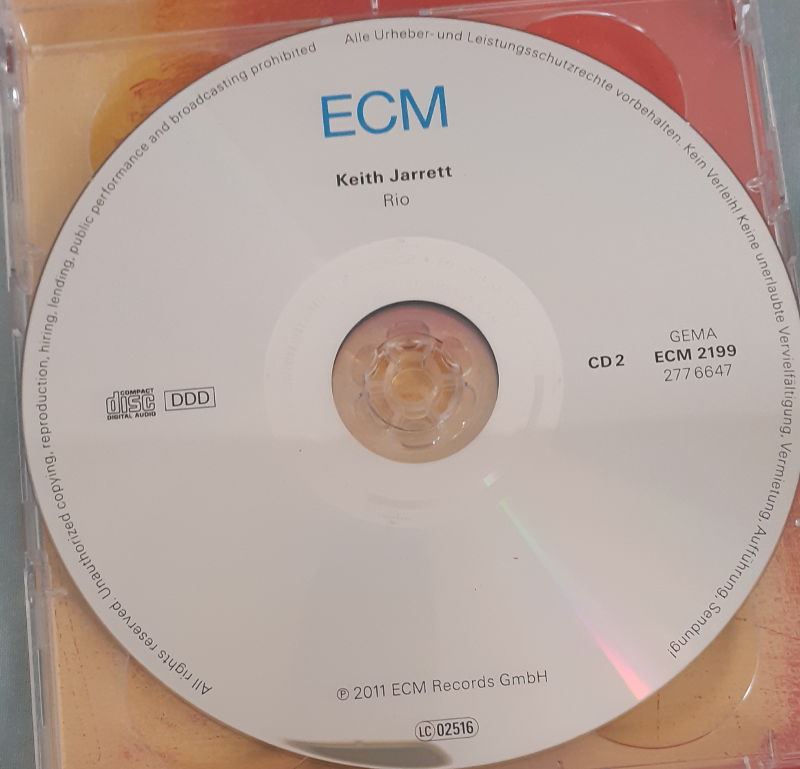 All rights reserved. Unauthorized copying, reproduction, hiring, lending, public performance and broadcasting prohibited
Alle Urheber- und Leistungsschutzrechte vorbehalten. Kein Verleih! Keine unerlaubte Vervielfältigung, Vermietung, Aufführung, Sendung!
ECM
Keith Jarrett
Rio
GEMA
CD 2 ECM 2199
277 6647
COMPACT
disc
DIGITAL AUDIO
DDD
℗ 2011 ECM Records GmbH
LC 02516